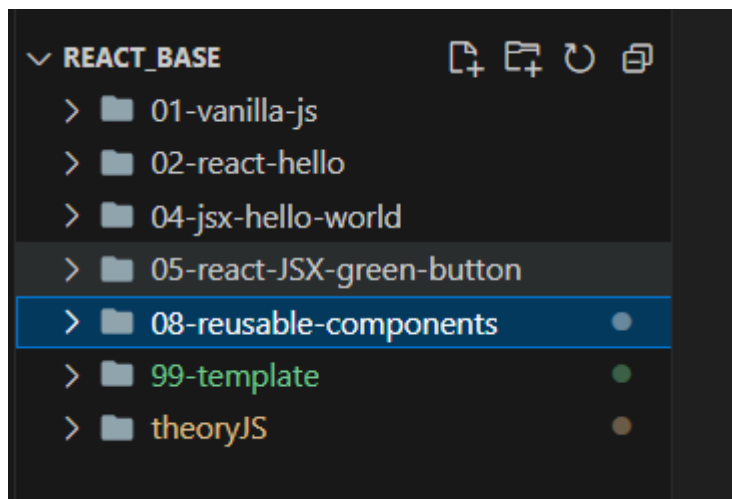 REACT_BASE
01-vanilla-js
02-react-hello
04-jsx-hello-world
05-react-JSX-green-button
08-reusable-components
99-template
theoryJS